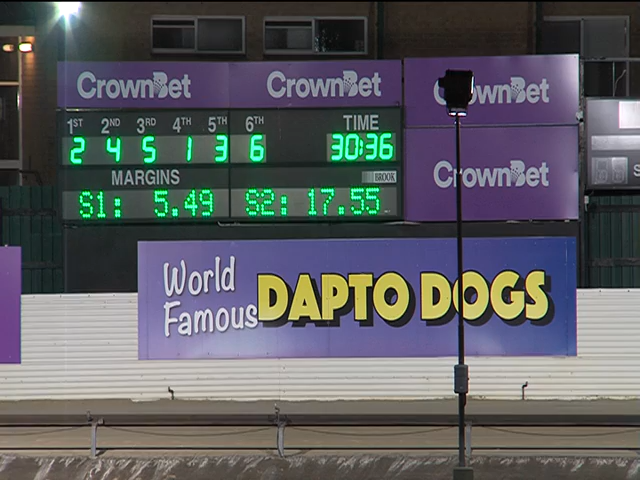 CrownBet CrownBet CrownBet
1ST 2ND 3RD 4TH 5TH 6TH TIME
2 4 5 1 3 6 30:36
MARGINS BROOK
S1: 5.49 S2: 17.55
CrownBet
World
Famous
DAPTO DOGS
S